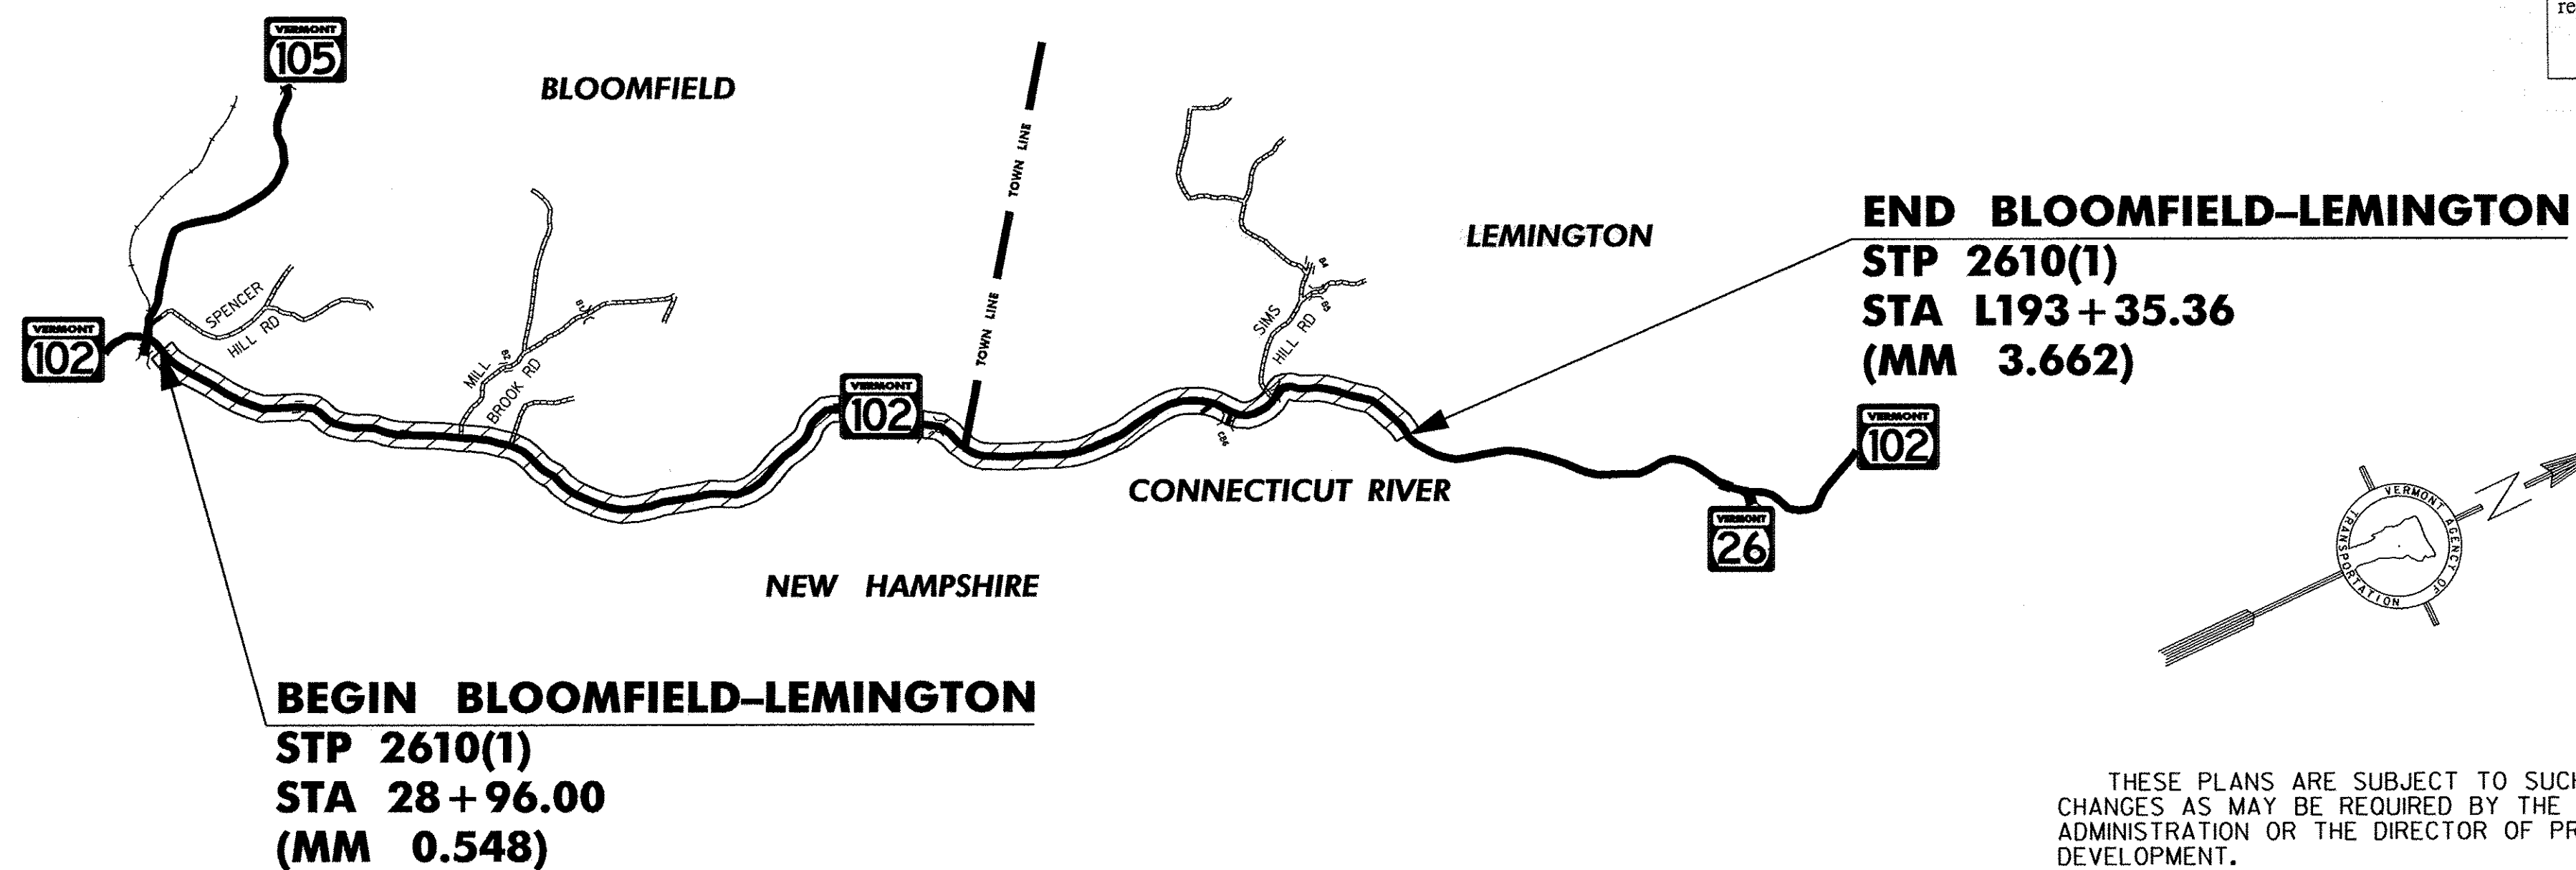 re
VERMONT
105
BLOOMFIELD
TOWN LINE
TOWN LINE
LEMINGTON
END BLOOMFIELD–LEMINGTON
STP 2610(1)
STA L193+35.36
(MM 3.662)
SPENCER
HILL RD
VERMONT
102
MILL
BROOK RD
SIMS
HILL RD
B4
VERMONT
102
VERMONT
102
CONNECTICUT RIVER
VERMONT
26
VERMONT AGENCY OF TRANSPORTATION
N
NEW HAMPSHIRE
BEGIN BLOOMFIELD–LEMINGTON
STP 2610(1)
STA 28+96.00
(MM 0.548)
THESE PLANS ARE SUBJECT TO SUCH
CHANGES AS MAY BE REQUIRED BY THE
ADMINISTRATION OR THE DIRECTOR OF PR
DEVELOPMENT.